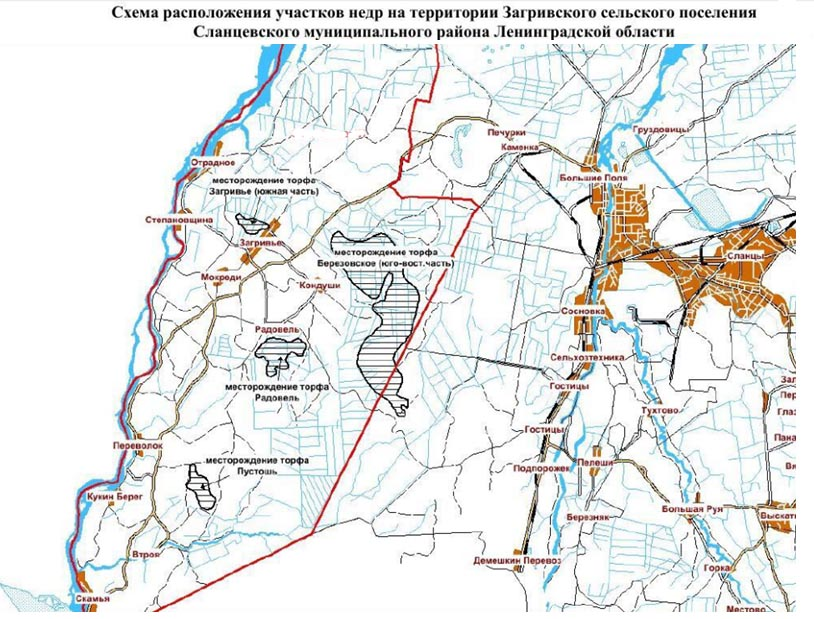 Схема расположения участков недр на территории Загривского сельского поселения
Сланцевского муниципального района Ленинградской области
Печурки
Груздовицы
Каменка
Отрадное
месторождение торфа
Загривье (южная часть)
Большие Поля
Степановщина
Загривье
месторождение торфа
Березовское (юго-вост.часть)
Сланцы
Мокреди
Кондуши
Сосновка
Радовель
Сельхозтехника
месторождение торфа
Радовель
Гостицы
Тухтово
Гостицы
Переволок
месторождение торфа
Пустошь
Подпорожек
Пелеши
Кукин Берег
Березняк
Большая Руя
Втроя
Демешкин Перевоз
Горка
Скамья